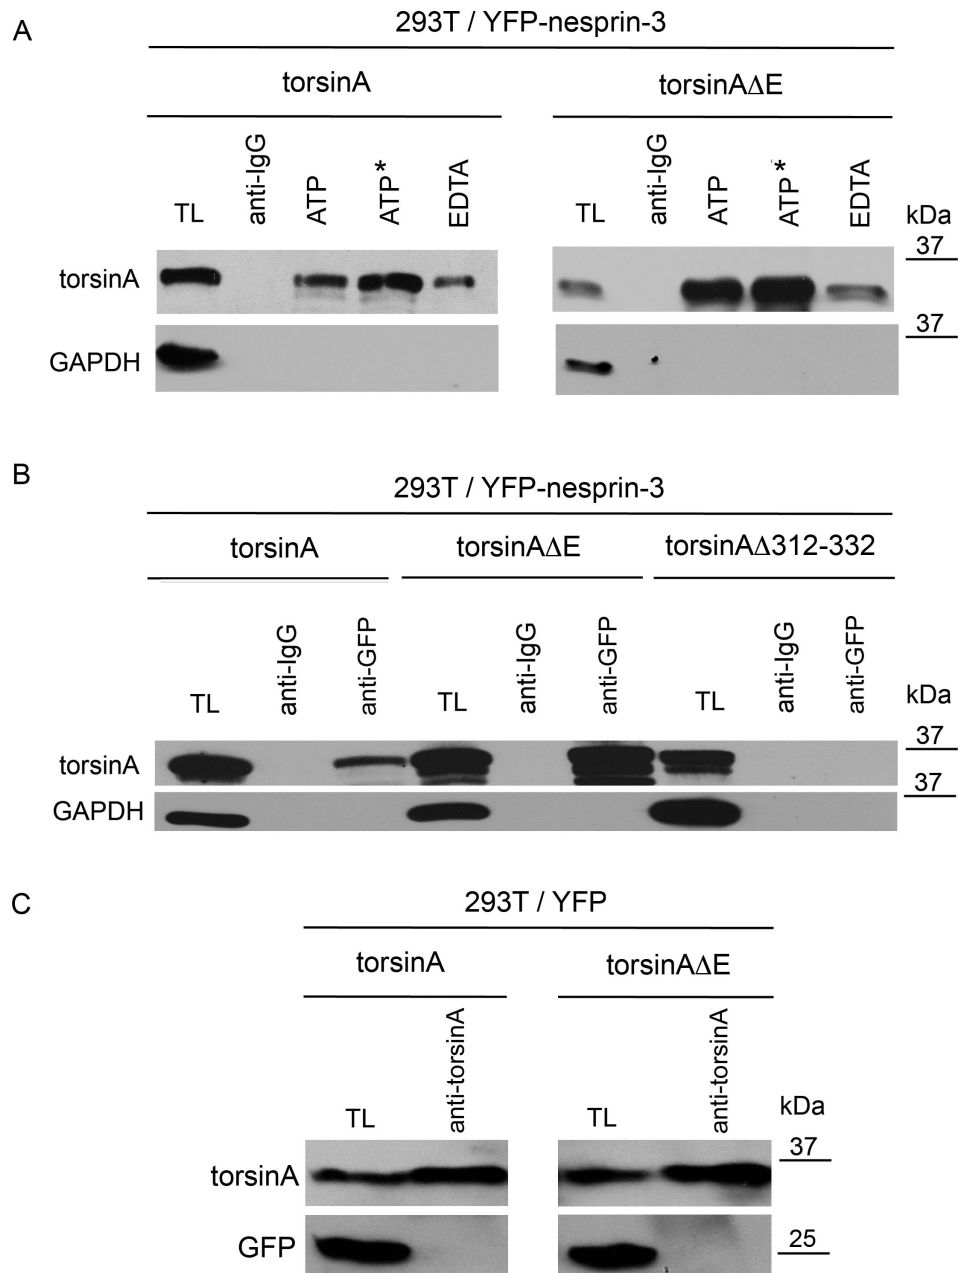 A
293T / YFP-nesprin-3
torsinA torsinAΔE
TL anti-IgG ATP ATP* EDTA TL anti-IgG ATP ATP* EDTA kDa
37
torsinA
37
GAPDH
B
293T / YFP-nesprin-3
torsinA torsinAΔE torsinAΔ312-332
TL anti-IgG anti-GFP TL anti-IgG anti-GFP TL anti-IgG anti-GFP kDa
37
torsinA
37
GAPDH
C
293T / YFP
torsinA torsinAΔE
TL anti-torsinA TL anti-torsinA kDa
37
torsinA
GFP 25